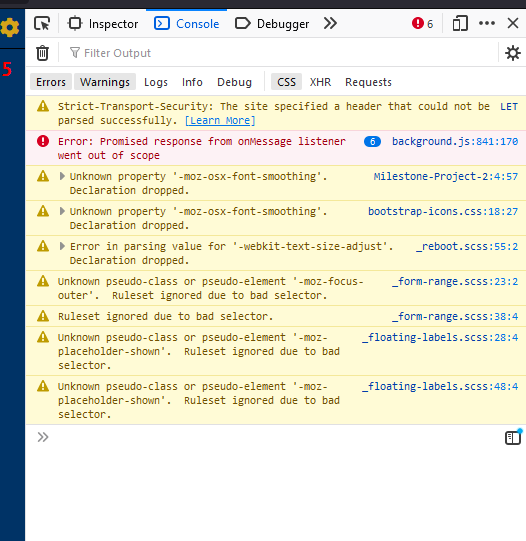 Inspector Console Debugger 6
5
Filter Output
Errors Warnings Logs Info Debug CSS XHR Requests
Strict-Transport-Security: The site specified a header that could not be LET
parsed successfully. [Learn More]
Error: Promised response from onMessage listener 6 background.js:841:170
went out of scope
Unknown property '-moz-osx-font-smoothing'. Milestone-Project-2:4:57
Declaration dropped.
Unknown property '-moz-osx-font-smoothing'. bootstrap-icons.css:18:27
Declaration dropped.
Error in parsing value for '-webkit-text-size-adjust'. _reboot.scss:55:2
Declaration dropped.
Unknown pseudo-class or pseudo-element '-moz-focus- _form-range.scss:23:2
outer'. Ruleset ignored due to bad selector.
Ruleset ignored due to bad selector. _form-range.scss:38:4
Unknown pseudo-class or pseudo-element '-moz- _floating-labels.scss:28:4
placeholder-shown'. Ruleset ignored due to bad
selector.
Unknown pseudo-class or pseudo-element '-moz- _floating-labels.scss:48:4
placeholder-shown'. Ruleset ignored due to bad
selector.